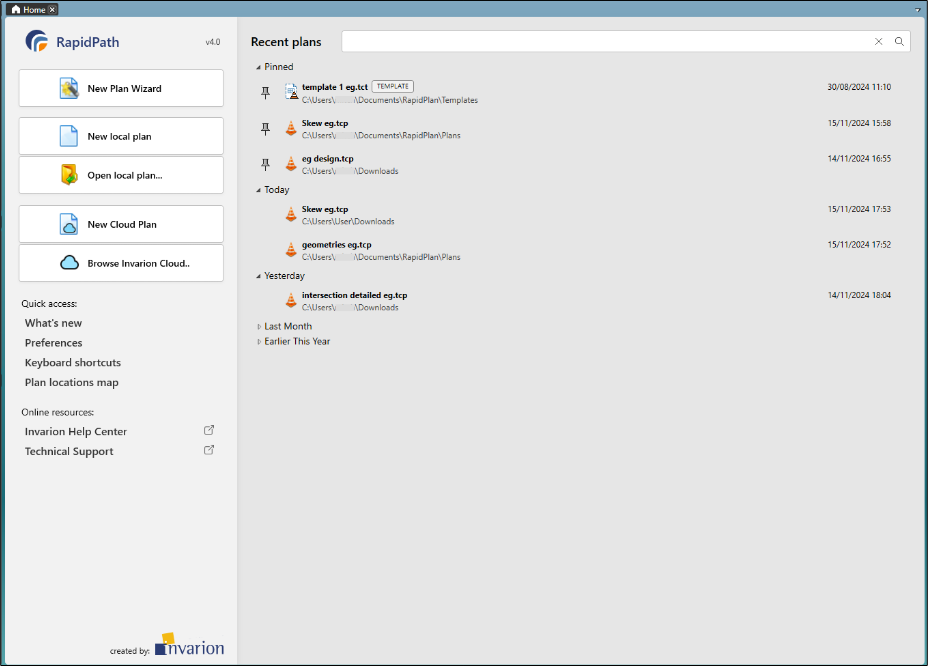 Home
RapidPath v4.0
New Plan Wizard
New local plan
Open local plan...
New Cloud Plan
Browse Invarion Cloud..
Quick access:
What's new
Preferences
Keyboard shortcuts
Plan locations map
Online resources:
Invarion Help Center
Technical Support
created by: invarion
Recent plans
Pinned
template 1 eg.tct TEMPLATE 30/08/2024 11:10
C:\Users\ \Documents\RapidPlan\Templates
Skew eg.tcp 15/11/2024 15:58
C:\Users\ \Documents\RapidPlan\Plans
eg design.tcp 14/11/2024 16:55
C:\Users\ \Downloads
Today
Skew eg.tcp 15/11/2024 17:53
C:\Users\User\Downloads
geometries eg.tcp 15/11/2024 17:52
C:\Users\ \Documents\RapidPlan\Plans
Yesterday
intersection detailed eg.tcp 14/11/2024 18:04
C:\Users\ \Downloads
Last Month
Earlier This Year